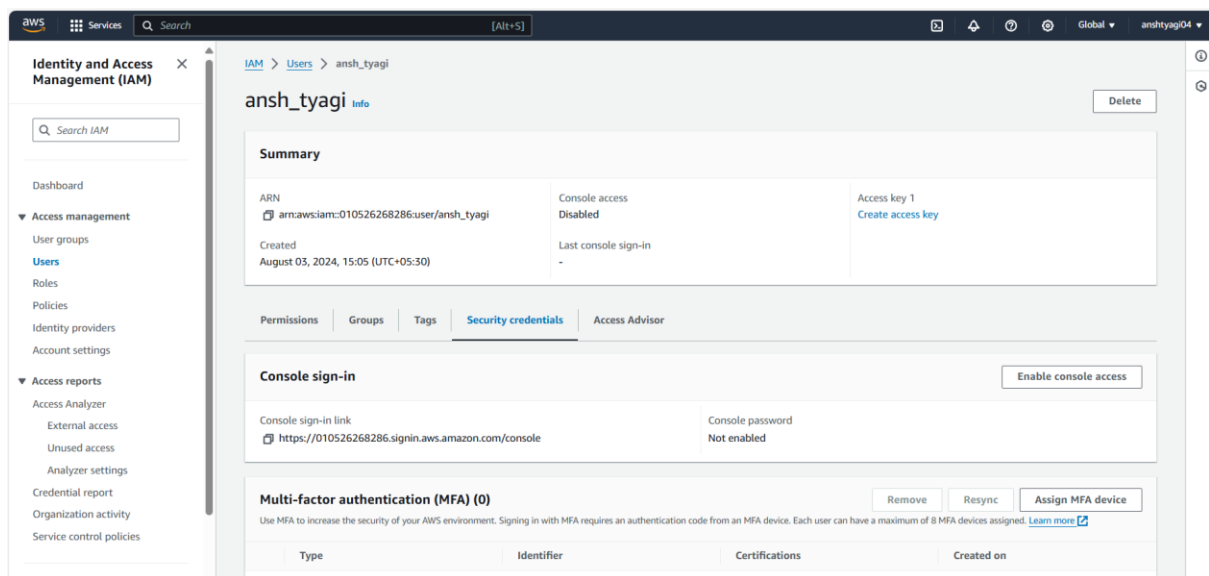 aws Services Search [Alt+S] Global anshtyagi04
Identity and Access
Management (IAM)
Search IAM
Dashboard
Access management
User groups
Users
Roles
Policies
Identity providers
Account settings
Access reports
Access Analyzer
External access
Unused access
Analyzer settings
Credential report
Organization activity
Service control policies
IAM > Users > ansh_tyagi
ansh_tyagi Info
Delete
Summary
ARN
arn:aws:iam::010526268286:user/ansh_tyagi
Created
August 03, 2024, 15:05 (UTC+05:30)
Console access
Disabled
Last console sign-in
-
Access key 1
Create access key
Permissions Groups Tags Security credentials Access Advisor
Console sign-in
Enable console access
Console sign-in link
https://010526268286.signin.aws.amazon.com/console
Console password
Not enabled
Multi-factor authentication (MFA) (0)
Remove Resync Assign MFA device
Use MFA to increase the security of your AWS environment. Signing in with MFA requires an authentication code from an MFA device. Each user can have a maximum of 8 MFA devices assigned. Learn more
Type Identifier Certifications Created on